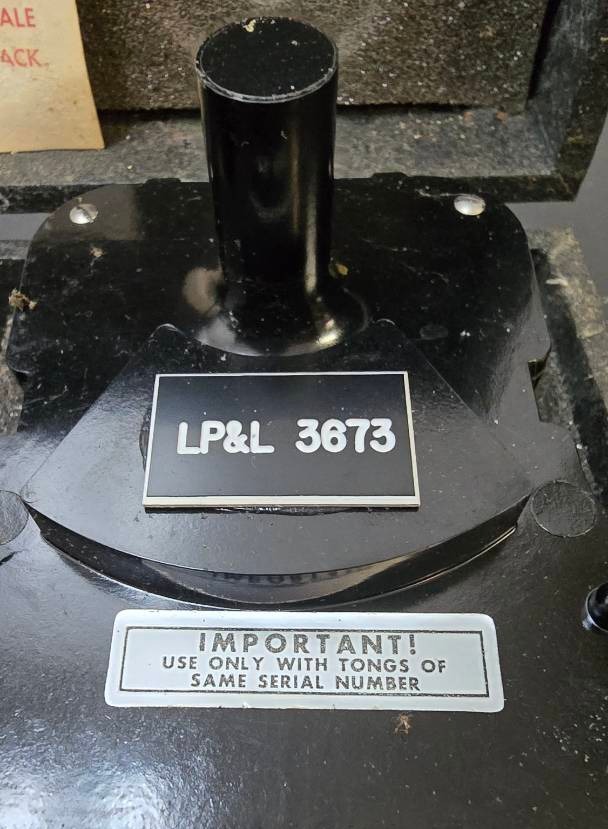 ALE
ACK.
LP&L 3673
IMPORTANT!
USE ONLY WITH TONGS OF
SAME SERIAL NUMBER